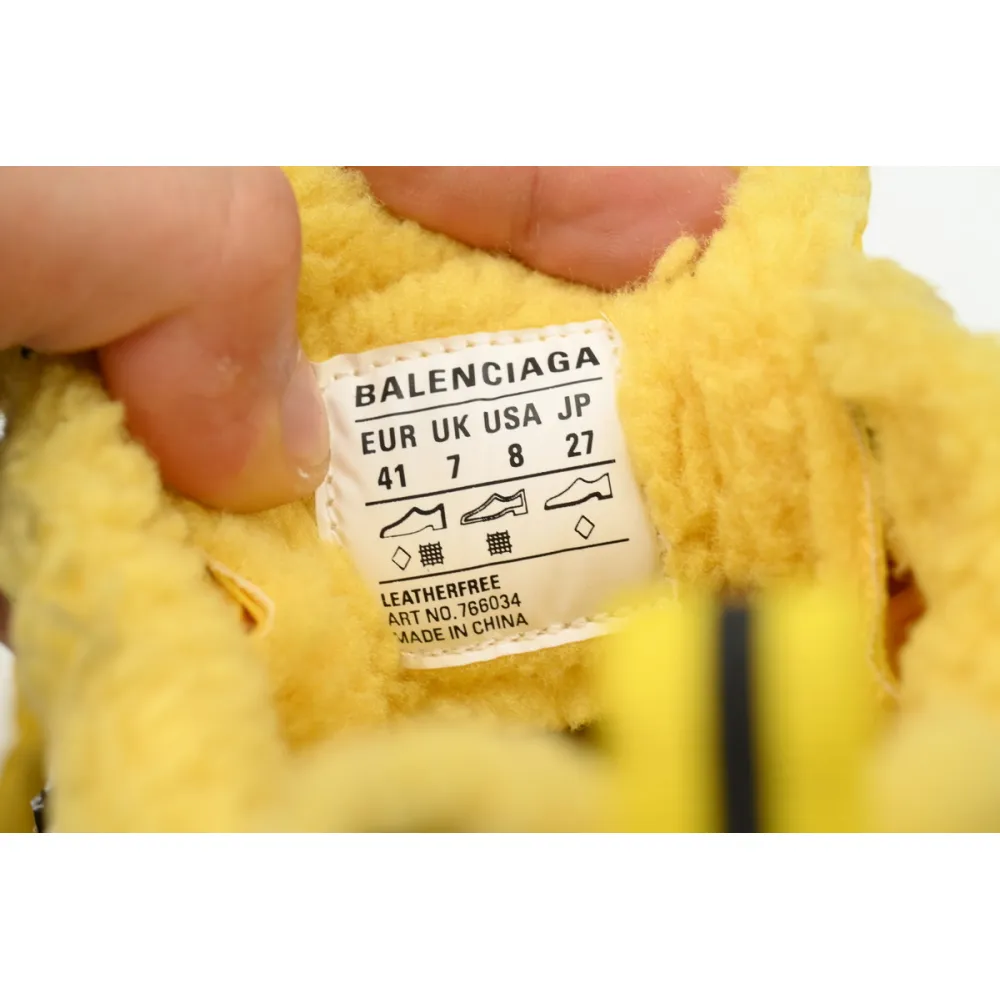 BALENCIAGA
EUR UK USA JP
41 7 8 27
LEATHERFREE
ART NO.766034
MADE IN CHINA